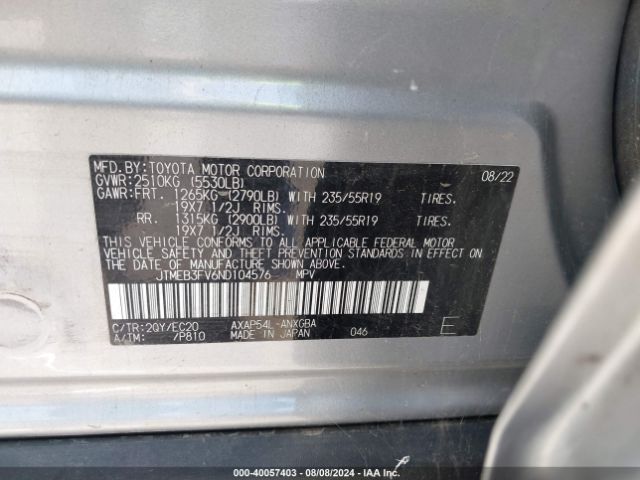 MFD.BY:TOYOTA MOTOR CORPORATION 08/22
GVWR:2510KG (5530LB)
GAWR:FRT. 1265KG (2790LB) WITH 235/55R19 TIRES.
19X7 1/2J RIMS.
RR. 1315KG (2900LB) WITH 235/55R19 TIRES.
19X7 1/2J RIMS.
THIS VEHICLE CONFORMS TO ALL APPLICABLE FEDERAL MOTOR
VEHICLE SAFETY AND THEFT PREVENTION STANDARDS IN EFFECT ON
THE DATE OF MANUFACTURE SHOWN ABOVE.
JTMEB3FV6ND104576 MPV
C/TR:2QY/EC20 AXAP54L-ANXGBA
A/TM: /P810 MADE IN JAPAN 046 E
000-40057403 - 08/08/2024 - IAA Inc.